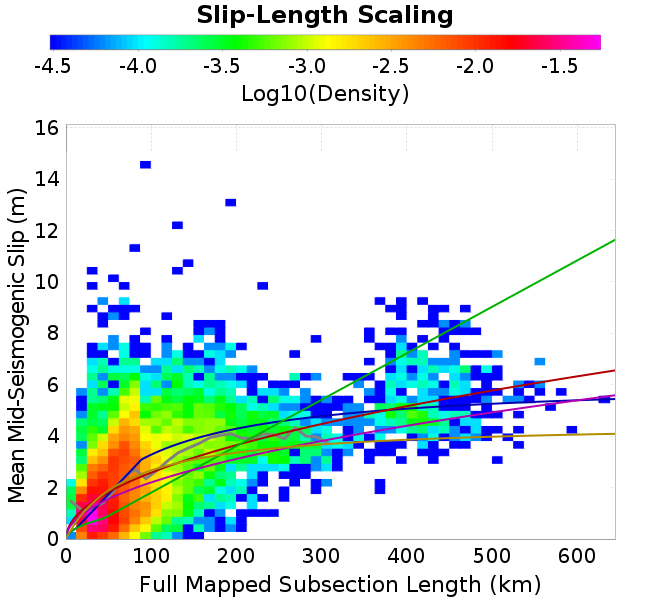 Slip-Length Scaling
-4.5 -4.0 -3.5 -3.0 -2.5 -2.0 -1.5
Log10(Density)
Mean Mid-Seismogenic Slip (m)
16
14
12
10
8
6
4
2
0
0 100 200 300 400 500 600
Full Mapped Subsection Length (km)